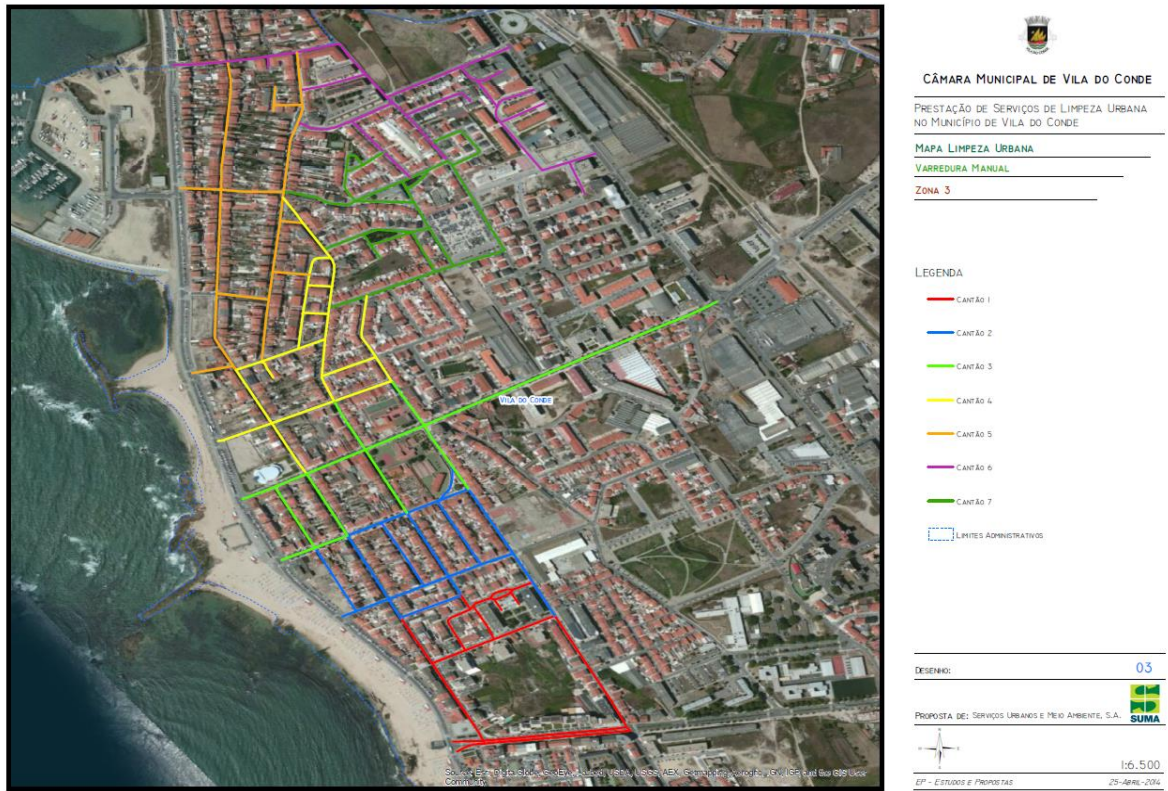 VILA DO CONDE
CÂMARA MUNICIPAL DE VILA DO CONDE
PRESTAÇÃO DE SERVIÇOS DE LIMPEZA URBANA
NO MUNICÍPIO DE VILA DO CONDE
MAPA LIMPEZA URBANA
VARREDURA MANUAL
ZONA 3
LEGENDA
CANTÃO 1
CANTÃO 2
CANTÃO 3
CANTÃO 4
CANTÃO 5
CANTÃO 6
CANTÃO 7
LIMITES ADMINISTRATIVOS
DESENHO: 03
PROPOSTA DE: SERVIÇOS URBANOS E MEIO AMBIENTE, S.A.
SUMA
1:6.500
EP - ESTUDOS E PROPOSTAS 25-ABRIL-2014